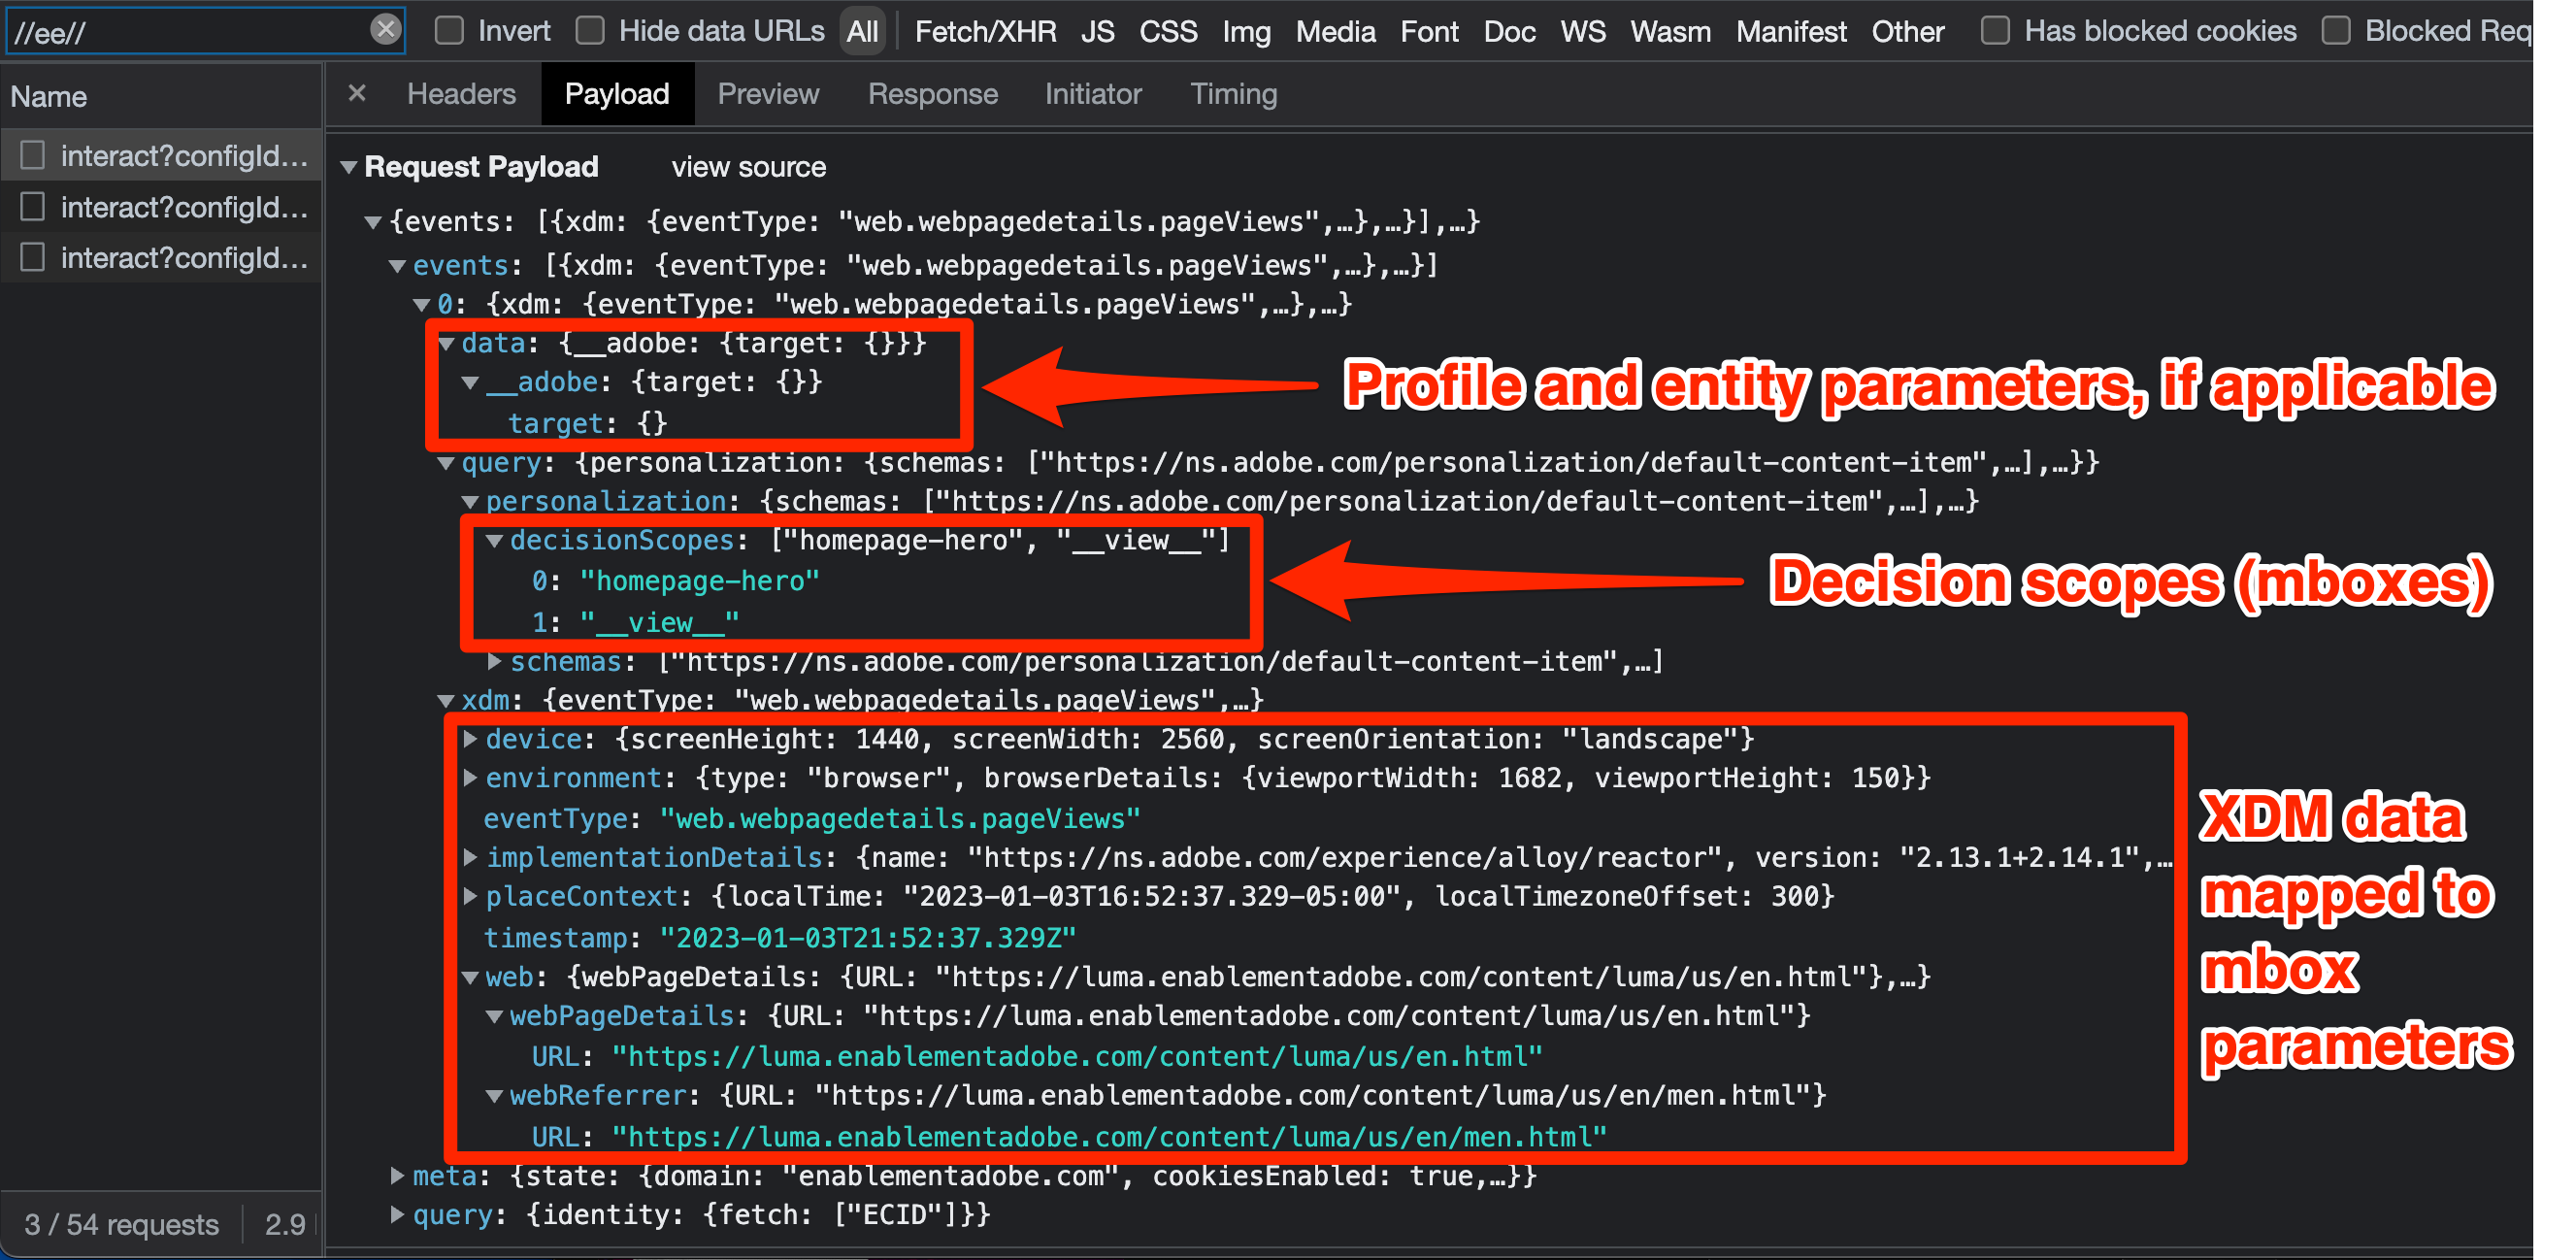 //ee//
Invert
Hide data URLs
All
Fetch/XHR
JS
CSS
Img
Media
Font
Doc
WS
Wasm
Manifest
Other
Has blocked cookies
Blocked Req
Name
Headers
Payload
Preview
Response
Initiator
Timing
interact?configId...
interact?configId...
interact?configId...
Request Payload
view source
{events: [{xdm: {eventType: "web.webpagedetails.pageViews",…},…}],…}
events: [{xdm: {eventType: "web.webpagedetails.pageViews",…},…}]
0: {xdm: {eventType: "web.webpagedetails.pageViews",…},…}
data: {__adobe: {target: {}}}
__adobe: {target: {}}
target: {}
Profile and entity parameters, if applicable
query: {personalization: {schemas: ["https://ns.adobe.com/personalization/default-content-item",…],…}}
personalization: {schemas: ["https://ns.adobe.com/personalization/default-content-item",…],…}
decisionScopes: ["homepage-hero", "__view__"]
0: "homepage-hero"
1: "__view__"
Decision scopes (mboxes)
schemas: ["https://ns.adobe.com/personalization/default-content-item",…]
xdm: {eventType: "web.webpagedetails.pageViews",…}
device: {screenHeight: 1440, screenWidth: 2560, screenOrientation: "landscape"}
environment: {type: "browser", browserDetails: {viewportWidth: 1682, viewportHeight: 150}}
eventType: "web.webpagedetails.pageViews"
implementationDetails: {name: "https://ns.adobe.com/experience/alloy/reactor", version: "2.13.1+2.14.1",…
placeContext: {localTime: "2023-01-03T16:52:37.329-05:00", localTimezoneOffset: 300}
timestamp: "2023-01-03T21:52:37.329Z"
web: {webPageDetails: {URL: "https://luma.enablementadobe.com/content/luma/us/en.html"},…}
webPageDetails: {URL: "https://luma.enablementadobe.com/content/luma/us/en.html"}
URL: "https://luma.enablementadobe.com/content/luma/us/en.html"
webReferrer: {URL: "https://luma.enablementadobe.com/content/luma/us/en/men.html"}
URL: "https://luma.enablementadobe.com/content/luma/us/en/men.html"
XDM data
mapped to
mbox
parameters
meta: {state: {domain: "enablementadobe.com", cookiesEnabled: true,…}}
query: {identity: {fetch: ["ECID"]}}
3 / 54 requests
2.9